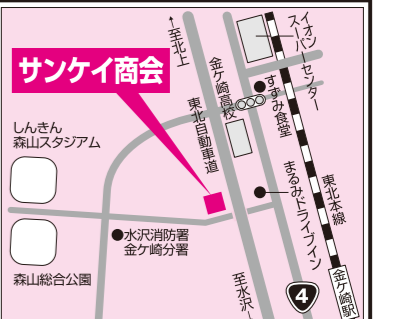 サンケイ商会
←至北上
金ケ崎高校
イオン
スーパーセンター
すずみ食堂
東北自動車道
しんきん
森山スタジアム
まるみドライブイン
東北本線
●水沢消防署
金ケ崎分署
森山総合公園
至水沢→
4
金ケ崎駅